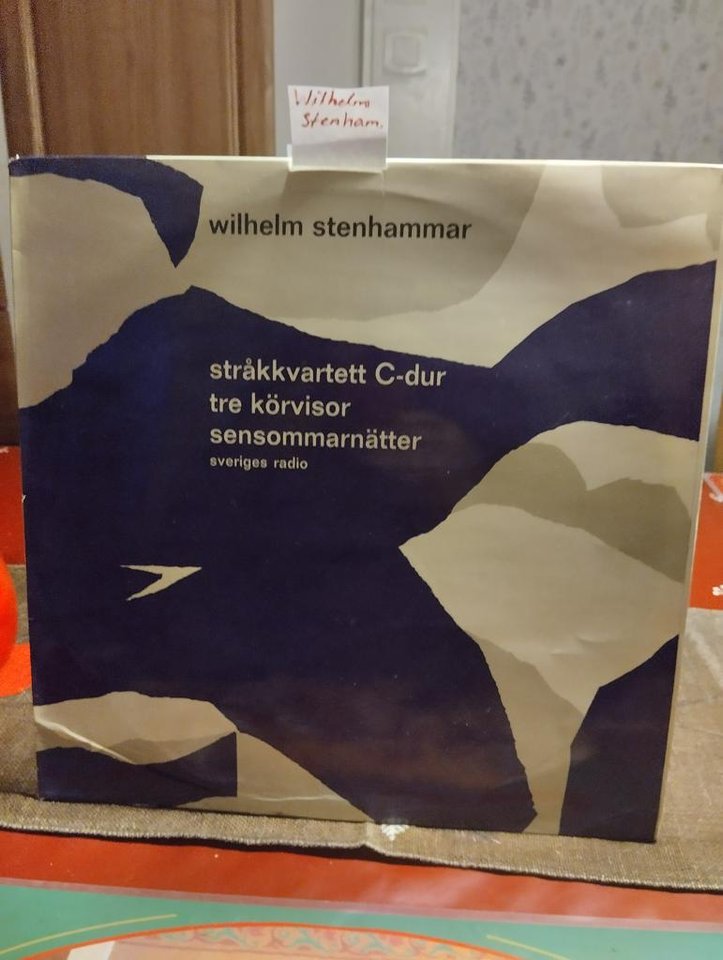 Wilhelm
Stenham.
wilhelm stenhammar
stråkkvartett C-dur
tre körvisor
sensommarnätter
sveriges radio